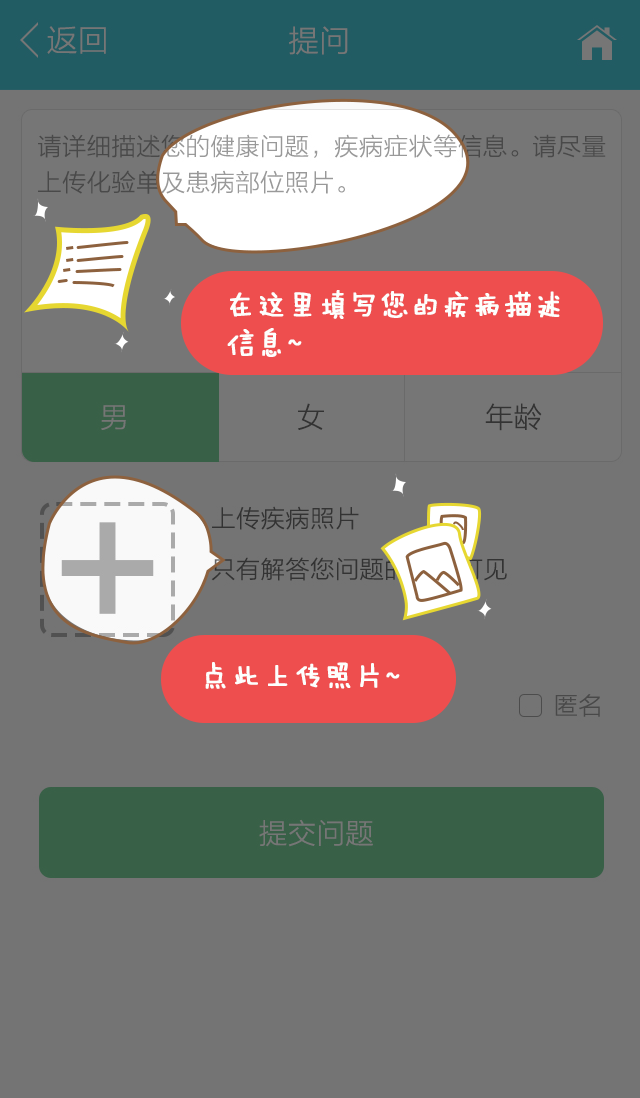 返回
提问
请详细描述您的健康问题，疾病症状等信息。请尽量
上传化验单及患病部位照片。
在这里填写您的疾病描述
信息~
男
女
年龄
上传疾病照片
只有解答您问题的
可见
点此上传照片~
匿名
提交问题